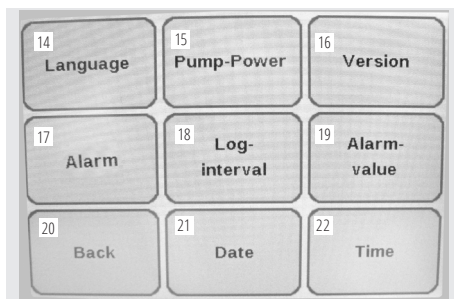 14
Language
15
Pump-Power
16
Version
17
Alarm
18
Log-
interval
19
Alarm-
value
20
Back
21
Date
22
Time